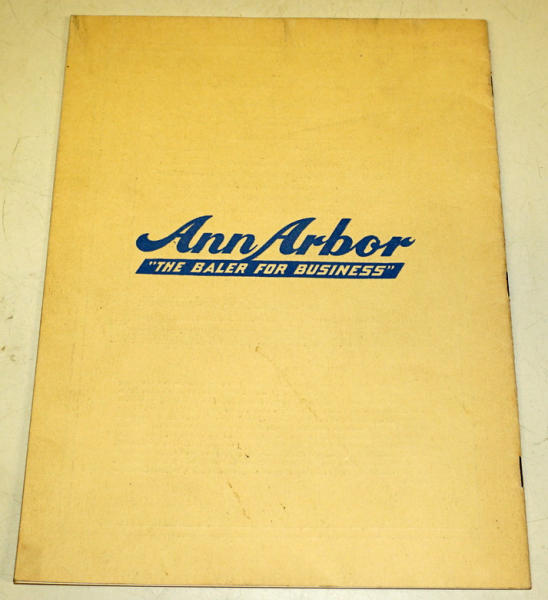 Ann Arbor
"THE BALER FOR BUSINESS"